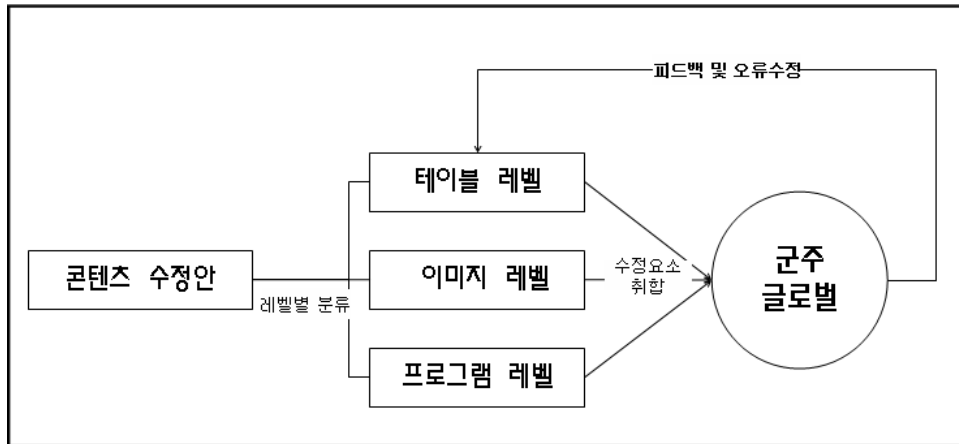 피드백 및 오류수정
테이블 레벨
콘텐츠 수정안
레벨별 분류
이미지 레벨
수정요소
취합
군주
글로벌
프로그램 레벨